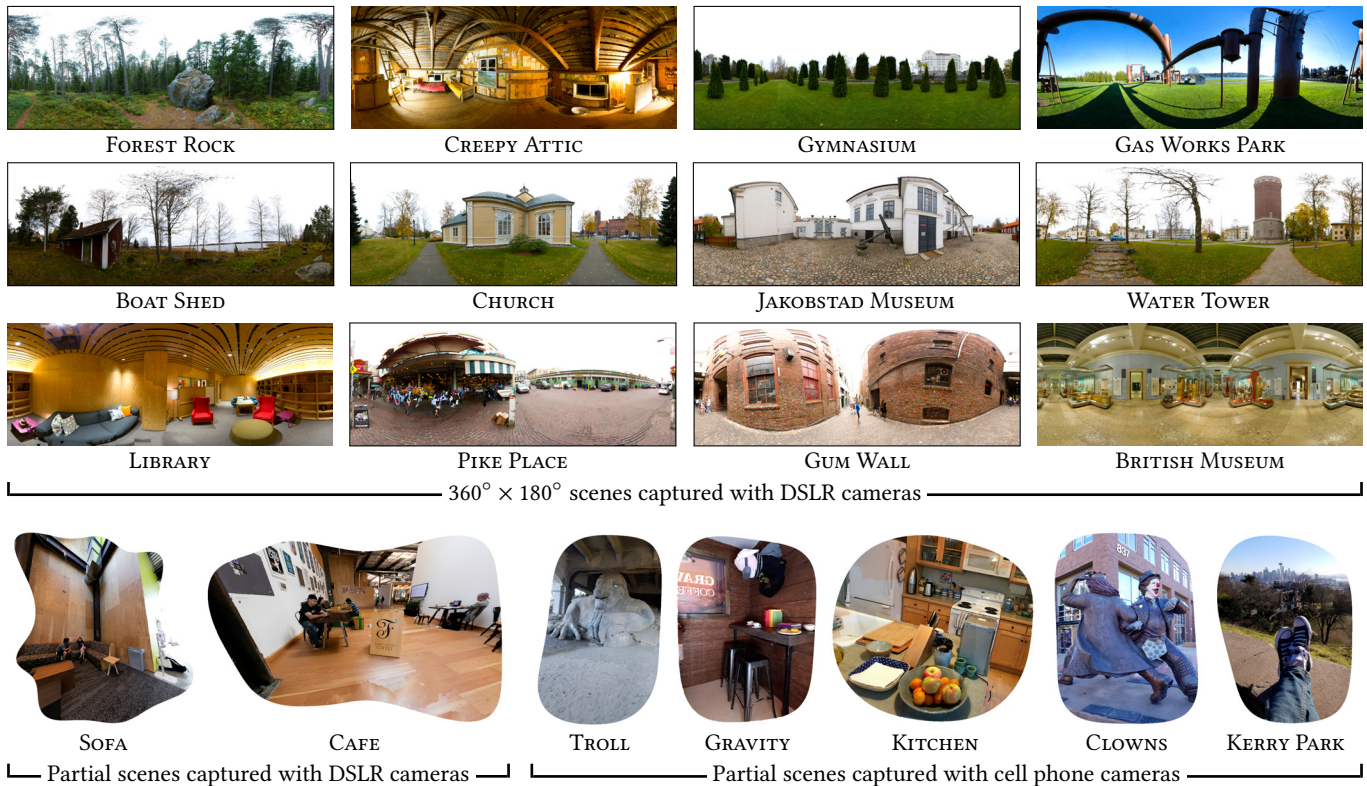 FOREST ROCK
CREEPY ATTIC
GYMNASIUM
GAS WORKS PARK
BOAT SHED
CHURCH
JAKOBSTAD MUSEUM
WATER TOWER
LIBRARY
PIKE PLACE
GUM WALL
BRITISH MUSEUM
360° × 180° scenes captured with DSLR cameras
837
SOFA
CAFE
TROLL
GRAVITY
KITCHEN
CLOWNS
KERRY PARK
Partial scenes captured with DSLR cameras
Partial scenes captured with cell phone cameras